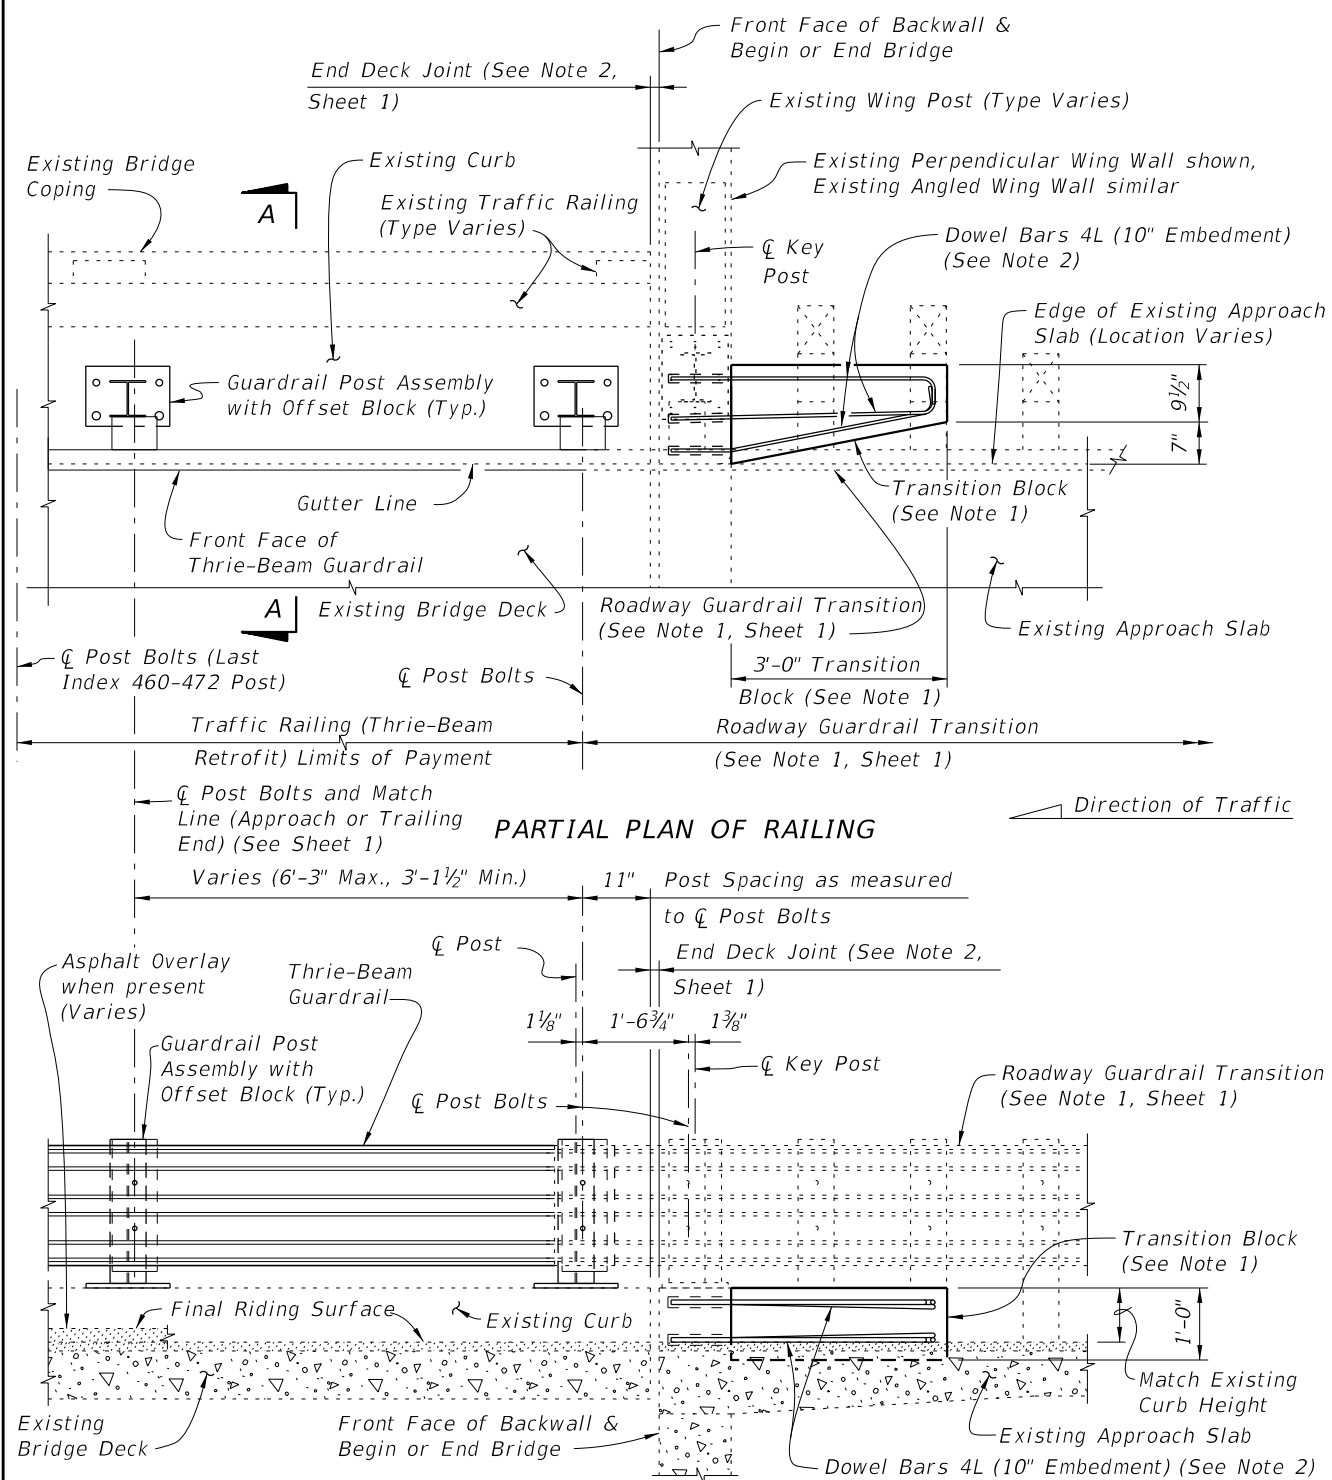 Front Face of Backwall &
Begin or End Bridge
End Deck Joint (See Note 2,
Sheet 1)
Existing Wing Post (Type Varies)
Existing Bridge
Coping
Existing Curb
A
Existing Traffic Railing
(Type Varies)
Existing Perpendicular Wing Wall shown,
Existing Angled Wing Wall similar
℄ Key
Post
Dowel Bars 4L (10" Embedment)
(See Note 2)
Edge of Existing Approach
Slab (Location Varies)
Guardrail Post Assembly
with Offset Block (Typ.)
9½"
7"
Gutter Line
Transition Block
(See Note 1)
Front Face of
Thrie-Beam Guardrail
A
Existing Bridge Deck
Roadway Guardrail Transition
(See Note 1, Sheet 1)
Existing Approach Slab
℄ Post Bolts (Last
Index 460-472 Post)
℄ Post Bolts
3'-0" Transition
Block (See Note 1)
Traffic Railing (Thrie-Beam
Retrofit) Limits of Payment
Roadway Guardrail Transition
(See Note 1, Sheet 1)
℄ Post Bolts and Match
Line (Approach or Trailing
End) (See Sheet 1)
PARTIAL PLAN OF RAILING
Direction of Traffic
Varies (6'-3" Max., 3'-1½" Min.)
11"
Post Spacing as measured
to ℄ Post Bolts
℄ Post
End Deck Joint (See Note 2,
Sheet 1)
Asphalt Overlay
when present
(Varies)
Thrie-Beam
Guardrail
1⅛"
1'-6¾"
1⅜"
Guardrail Post
Assembly with
Offset Block (Typ.)
℄ Key Post
℄ Post Bolts
Roadway Guardrail Transition
(See Note 1, Sheet 1)
Transition Block
(See Note 1)
Final Riding Surface
Existing Curb
1'-0"
Match Existing
Curb Height
Existing
Bridge Deck
Front Face of Backwall &
Begin or End Bridge
Existing Approach Slab
Dowel Bars 4L (10" Embedment) (See Note 2)